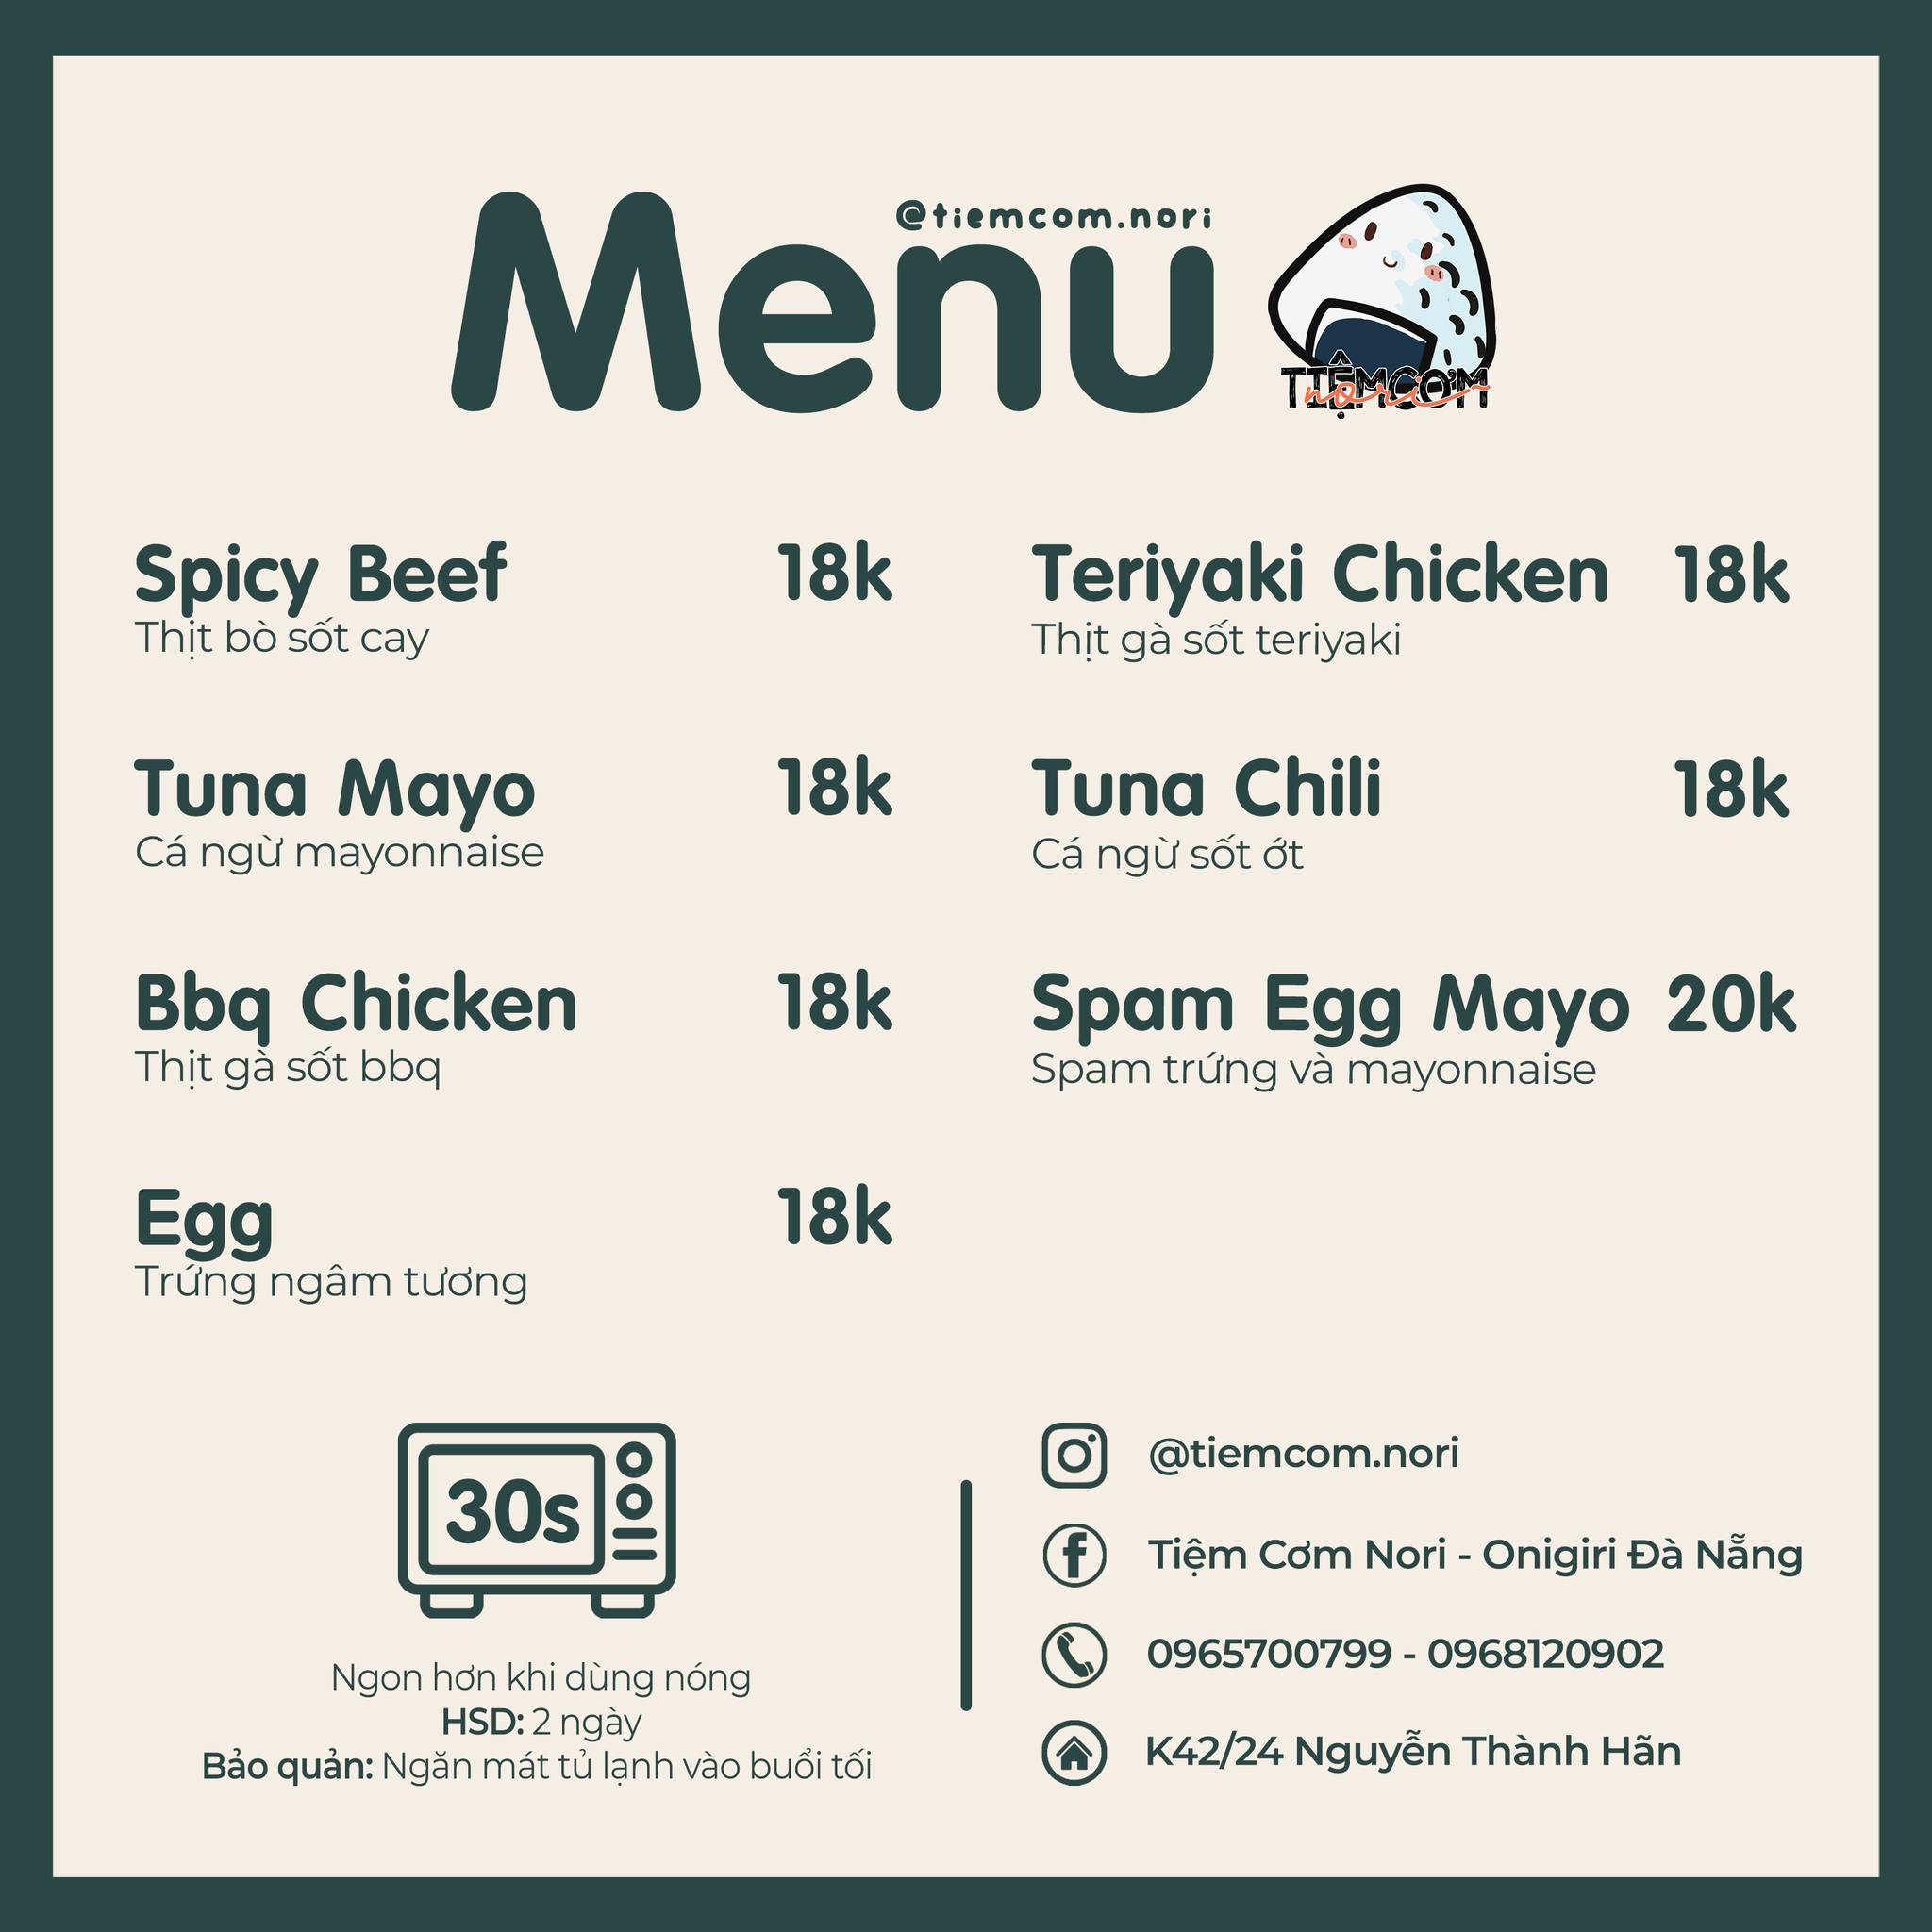 @tiemcom.nori
Menu
TIỆM CƠM
nori
Spicy Beef 18k
Thịt bò sốt cay
Teriyaki Chicken 18k
Thịt gà sốt teriyaki
Tuna Mayo 18k
Cá ngừ mayonnaise
Tuna Chili 18k
Cá ngừ sốt ớt
Bbq Chicken 18k
Thịt gà sốt bbq
Spam Egg Mayo 20k
Spam trứng và mayonnaise
Egg 18k
Trứng ngâm tương
30s
Ngon hơn khi dùng nóng
HSD: 2 ngày
Bảo quản: Ngăn mát tủ lạnh vào buổi tối
@tiemcom.nori
Tiệm Cơm Nori - Onigiri Đà Nẵng
0965700799 - 0968120902
K42/24 Nguyễn Thành Hãn